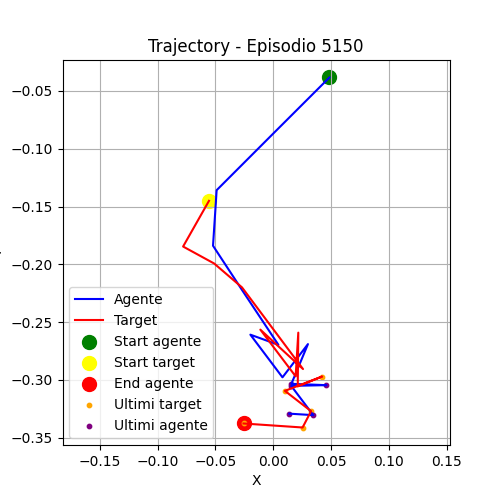 Trajectory - Episodio 5150
−0.05
−0.10
−0.15
−0.20
−0.25
−0.30
−0.35
Agente
Target
Start agente
Start target
End agente
Ultimi target
Ultimi agente
−0.15
−0.10
−0.05
0.00
0.05
0.10
0.15
X